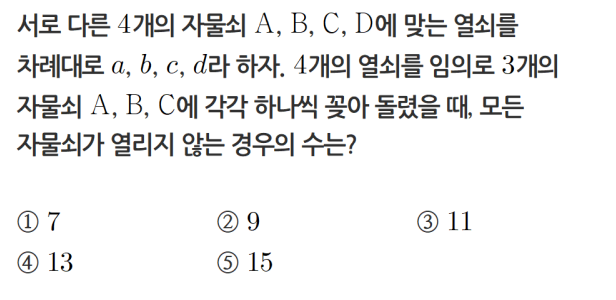 서로 다른 4개의 자물쇠 A, B, C, D에 맞는 열쇠를
차례대로 a, b, c, d라 하자. 4개의 열쇠를 임의로 3개의
자물쇠 A, B, C에 각각 하나씩 꽂아 돌렸을 때, 모든
자물쇠가 열리지 않는 경우의 수는?
① 7 ② 9 ③ 11
④ 13 ⑤ 15